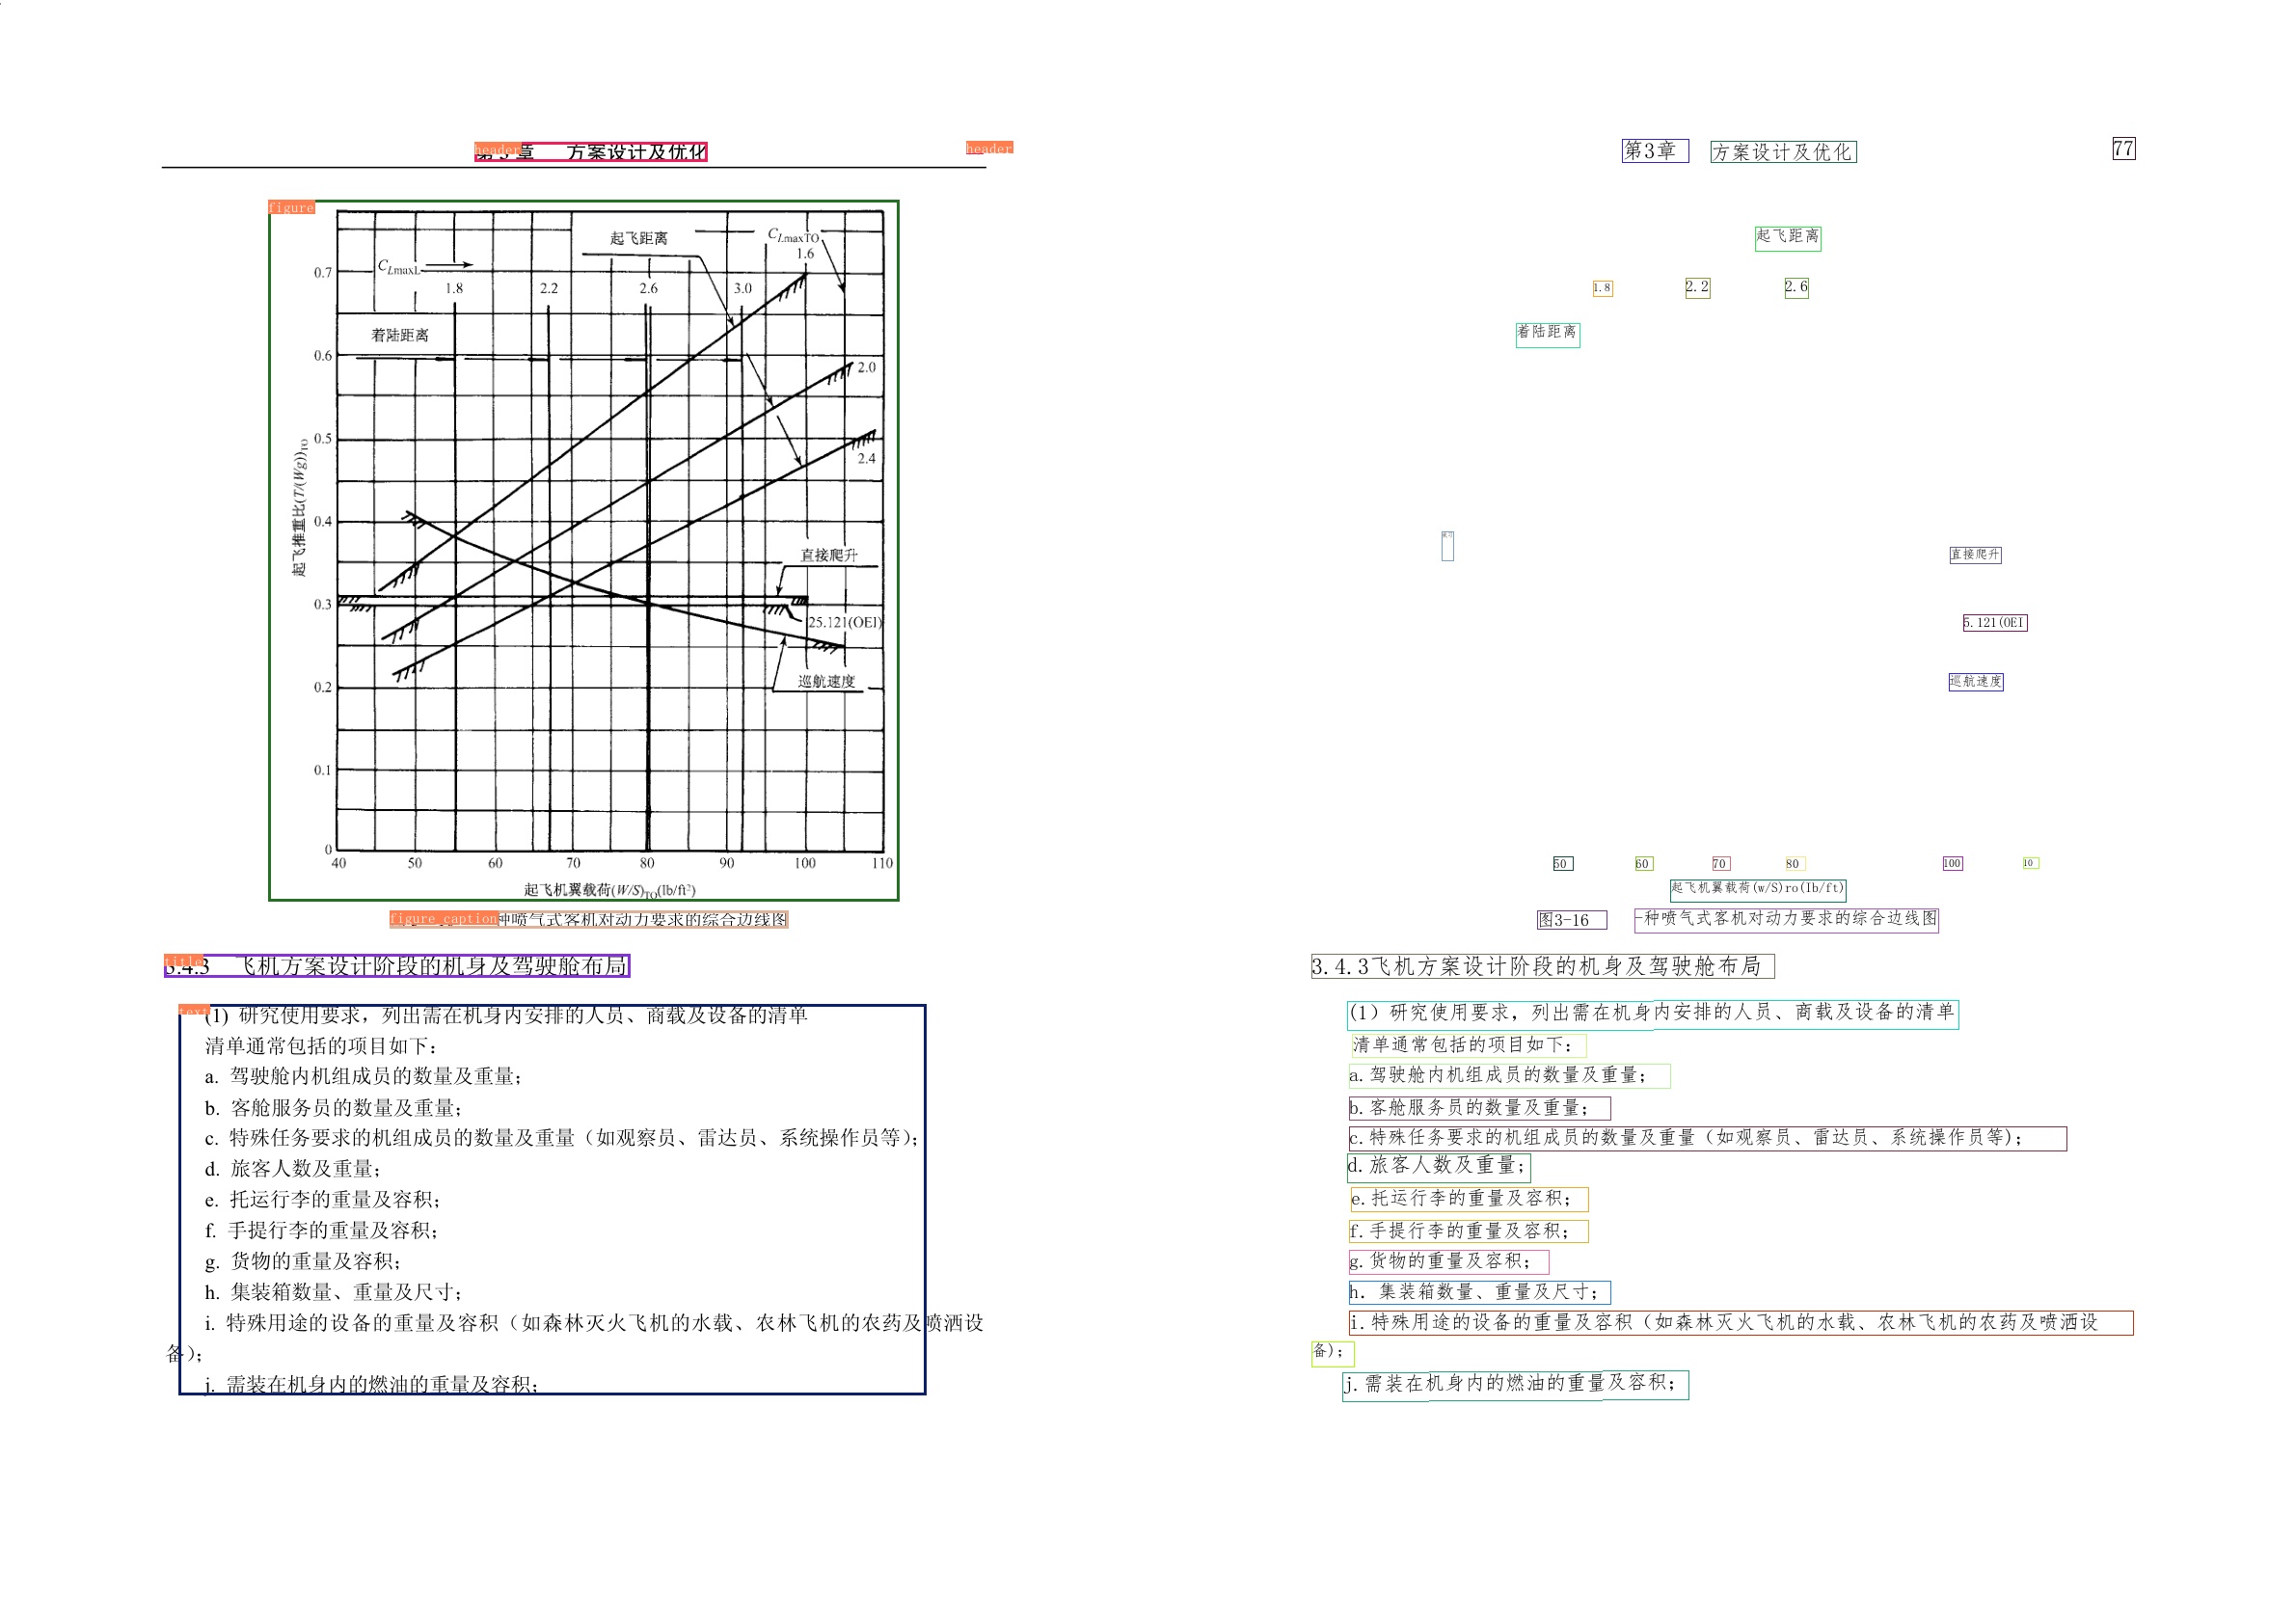 header
第3章 方案设计及优化
header
figure
起飞距离
CLmaxTO
1.6
CLmaxL
0.7
1.8 2.2 2.6 3.0
着陆距离
0.6
2.0
0.5
2.4
起飞推重比(T/(Wg))TO
0.4
直接爬升
0.3
25.121(OEI)
巡航速度
0.2
0.1
0
40 50 60 70 80 90 100 110
起飞机翼载荷(W/S)TO(lb/ft²)
figure_caption
种喷气式客机对动力要求的综合边线图
title
3.4.3 飞机方案设计阶段的机身及驾驶舱布局
text
(1) 研究使用要求,列出需在机身内安排的人员、商载及设备的清单
清单通常包括的项目如下:
a. 驾驶舱内机组成员的数量及重量;
b. 客舱服务员的数量及重量;
c. 特殊任务要求的机组成员的数量及重量(如观察员、雷达员、系统操作员等);
d. 旅客人数及重量;
e. 托运行李的重量及容积;
f. 手提行李的重量及容积;
g. 货物的重量及容积;
h. 集装箱数量、重量及尺寸;
i. 特殊用途的设备的重量及容积(如森林灭火飞机的水载、农林飞机的农药及喷洒设
备);
j. 需装在机身内的燃油的重量及容积;
第3章 方案设计及优化 77
起飞距离
1.8 2.2 2.6
着陆距离
直接爬升
5.121(OEI
巡航速度
50 60 70 80 100 10
起飞机翼载荷(w/S)ro(Ib/ft)
图3-16 -种喷气式客机对动力要求的综合边线图
3.4.3飞机方案设计阶段的机身及驾驶舱布局
(1) 研究使用要求,列出需在机身内安排的人员、商载及设备的清单
清单通常包括的项目如下:
a.驾驶舱内机组成员的数量及重量;
b.客舱服务员的数量及重量;
c.特殊任务要求的机组成员的数量及重量(如观察员、雷达员、系统操作员等);
d.旅客人数及重量;
e.托运行李的重量及容积;
f.手提行李的重量及容积;
g.货物的重量及容积;
h. 集装箱数量、重量及尺寸;
i.特殊用途的设备的重量及容积(如森林灭火飞机的水载、农林飞机的农药及喷洒设
备);
j.需装在机身内的燃油的重量及容积;